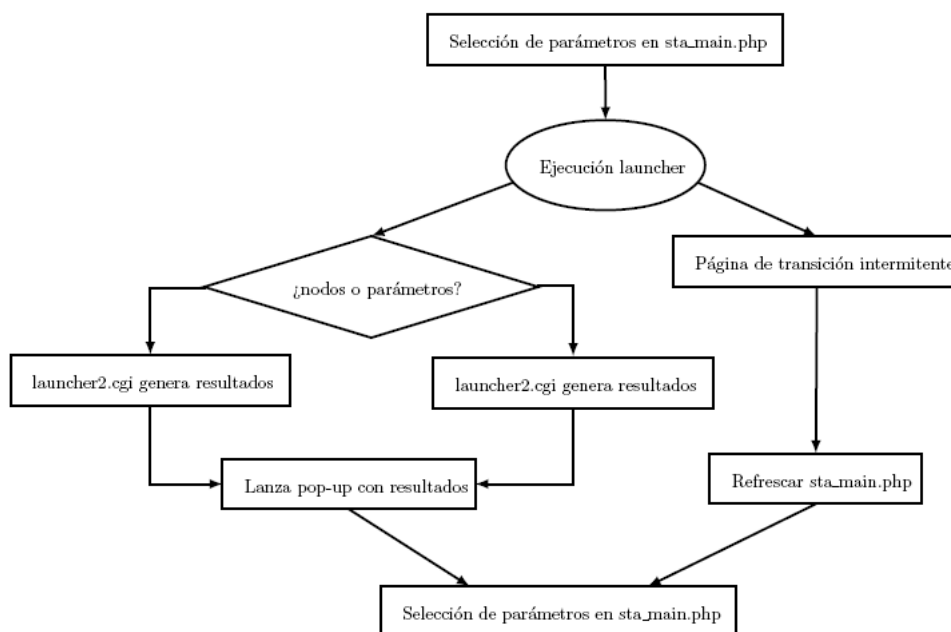 Selección de parámetros en sta_main.php
Ejecución launcher
Página de transición intermitente
¿nodos o parámetros?
launcher2.cgi genera resultados
launcher2.cgi genera resultados
Lanza pop-up con resultados
Refrescar sta_main.php
Selección de parámetros en sta_main.php